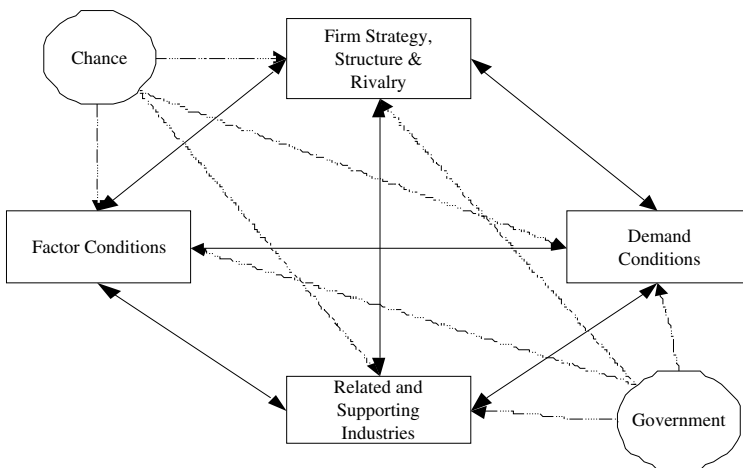 Firm Strategy,
Structure &
Rivalry
Chance
Factor Conditions
Demand
Conditions
Related and
Supporting
Industries
Government